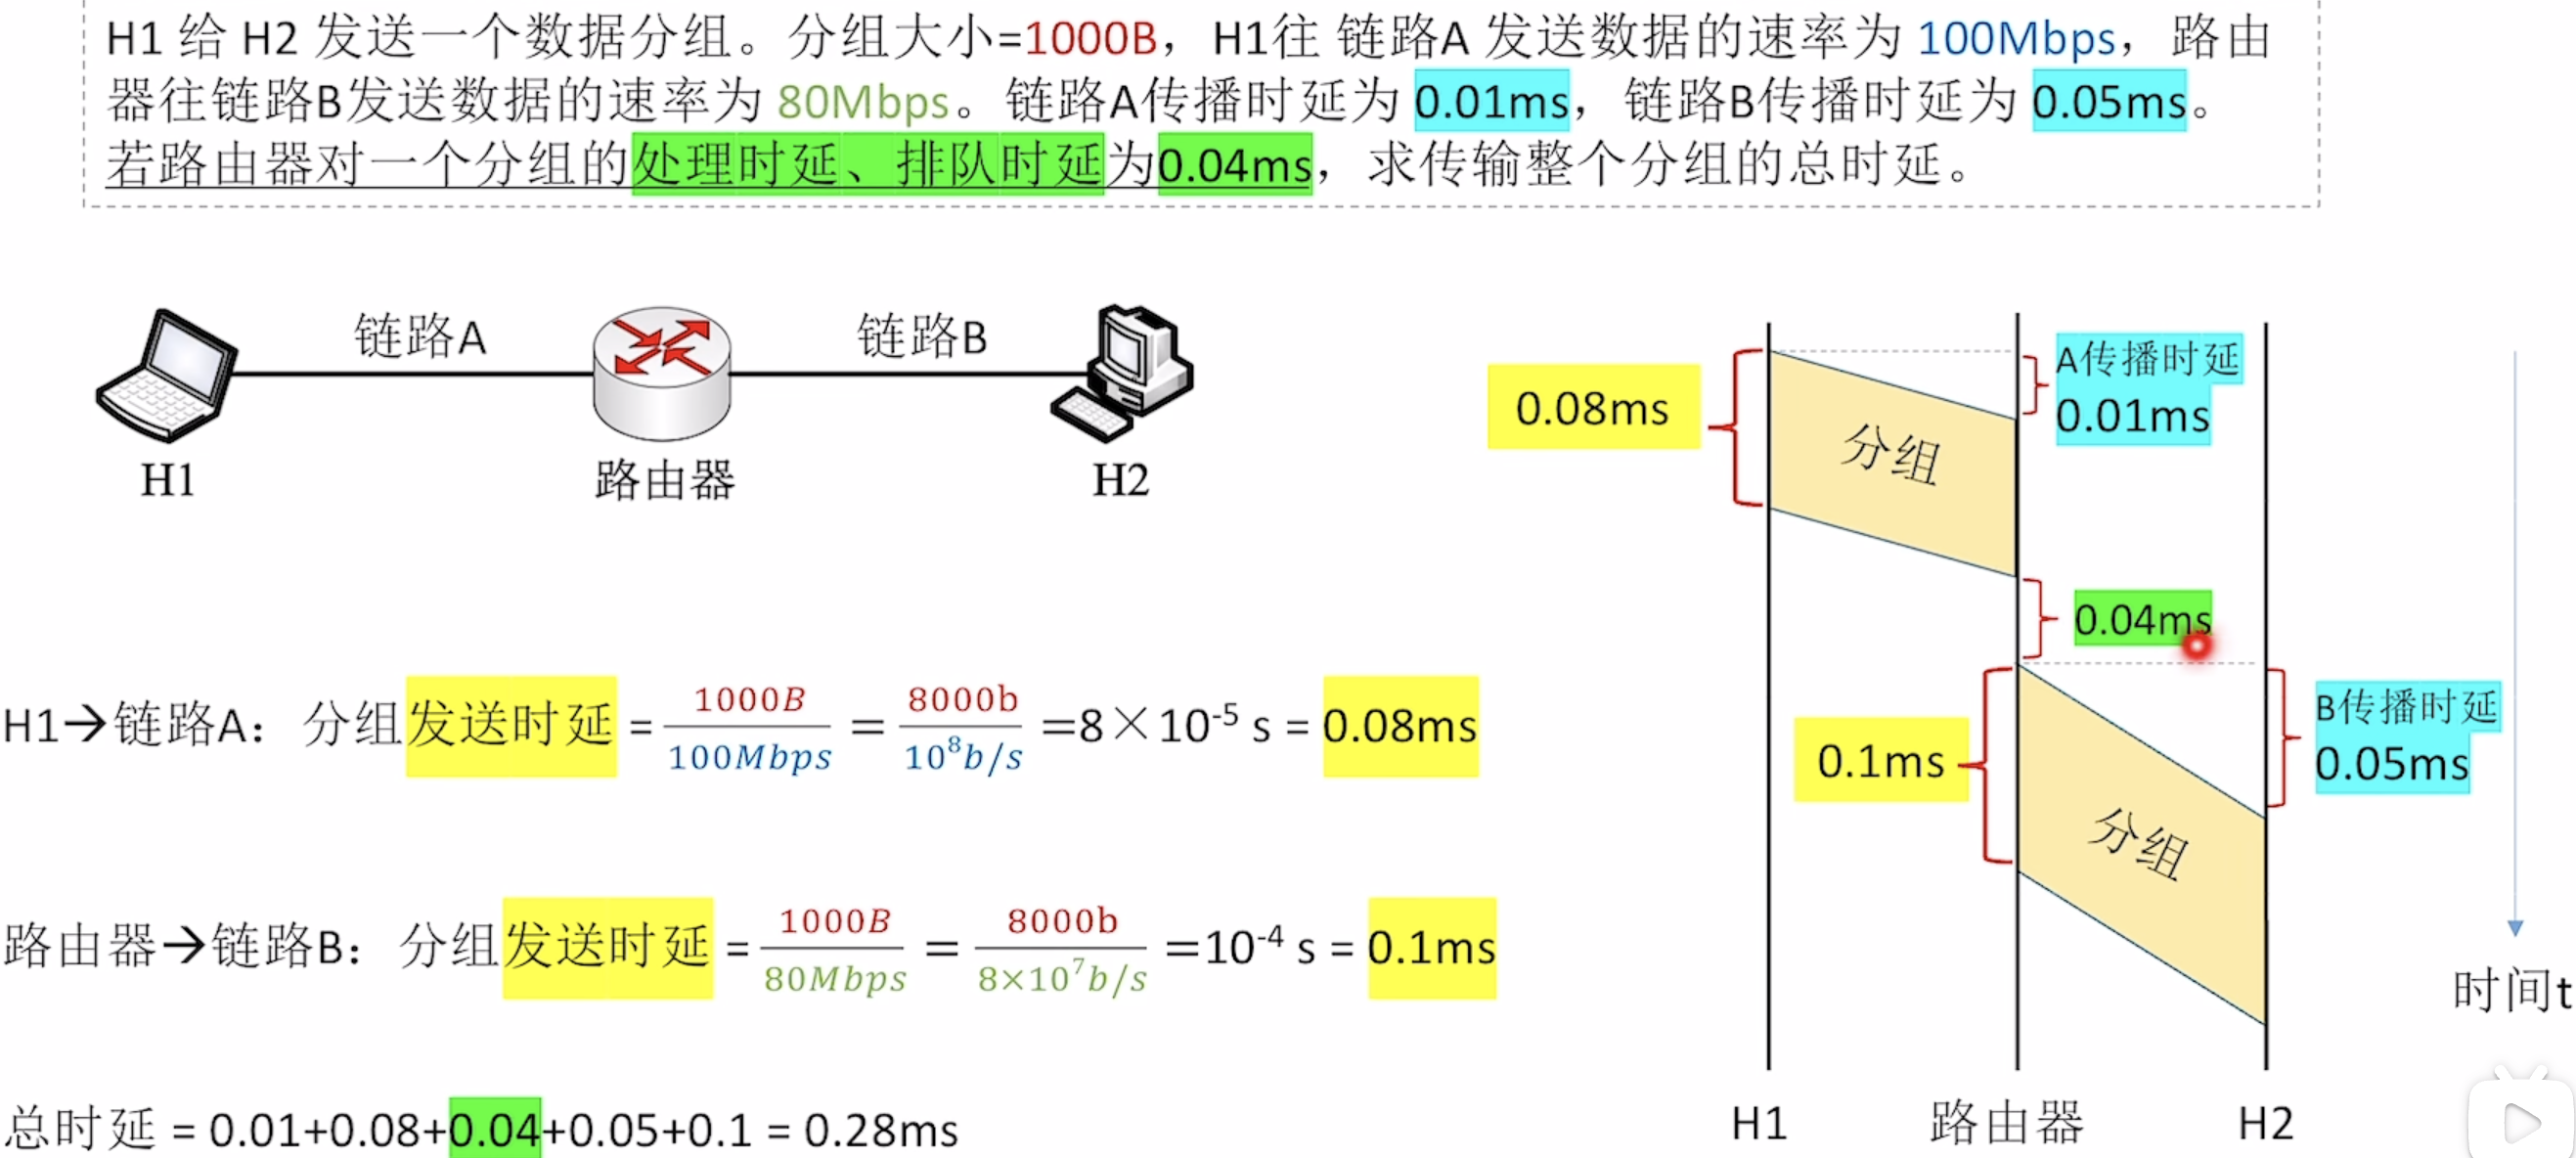 H1 给 H2 发送一个数据分组。分组大小=1000B，H1往 链路A 发送数据的速率为 100Mbps，路由
器往链路B发送数据的速率为 80Mbps。链路A传播时延为 0.01ms，链路B传播时延为 0.05ms。
若路由器对一个分组的处理时延、排队时延为0.04ms，求传输整个分组的总时延。
链路A
链路B
H1
路由器
H2
H1→链路A：分组发送时延 = 1000B/100Mbps = 8000b/10⁸b/s =8×10⁻⁵ s = 0.08ms
路由器→链路B：分组发送时延 = 1000B/80Mbps = 8000b/8×10⁷b/s =10⁻⁴ s = 0.1ms
总时延 = 0.01+0.08+0.04+0.05+0.1 = 0.28ms
0.08ms
分组
A传播时延
0.01ms
0.04ms
0.1ms
分组
B传播时延
0.05ms
时间t
H1
路由器
H2